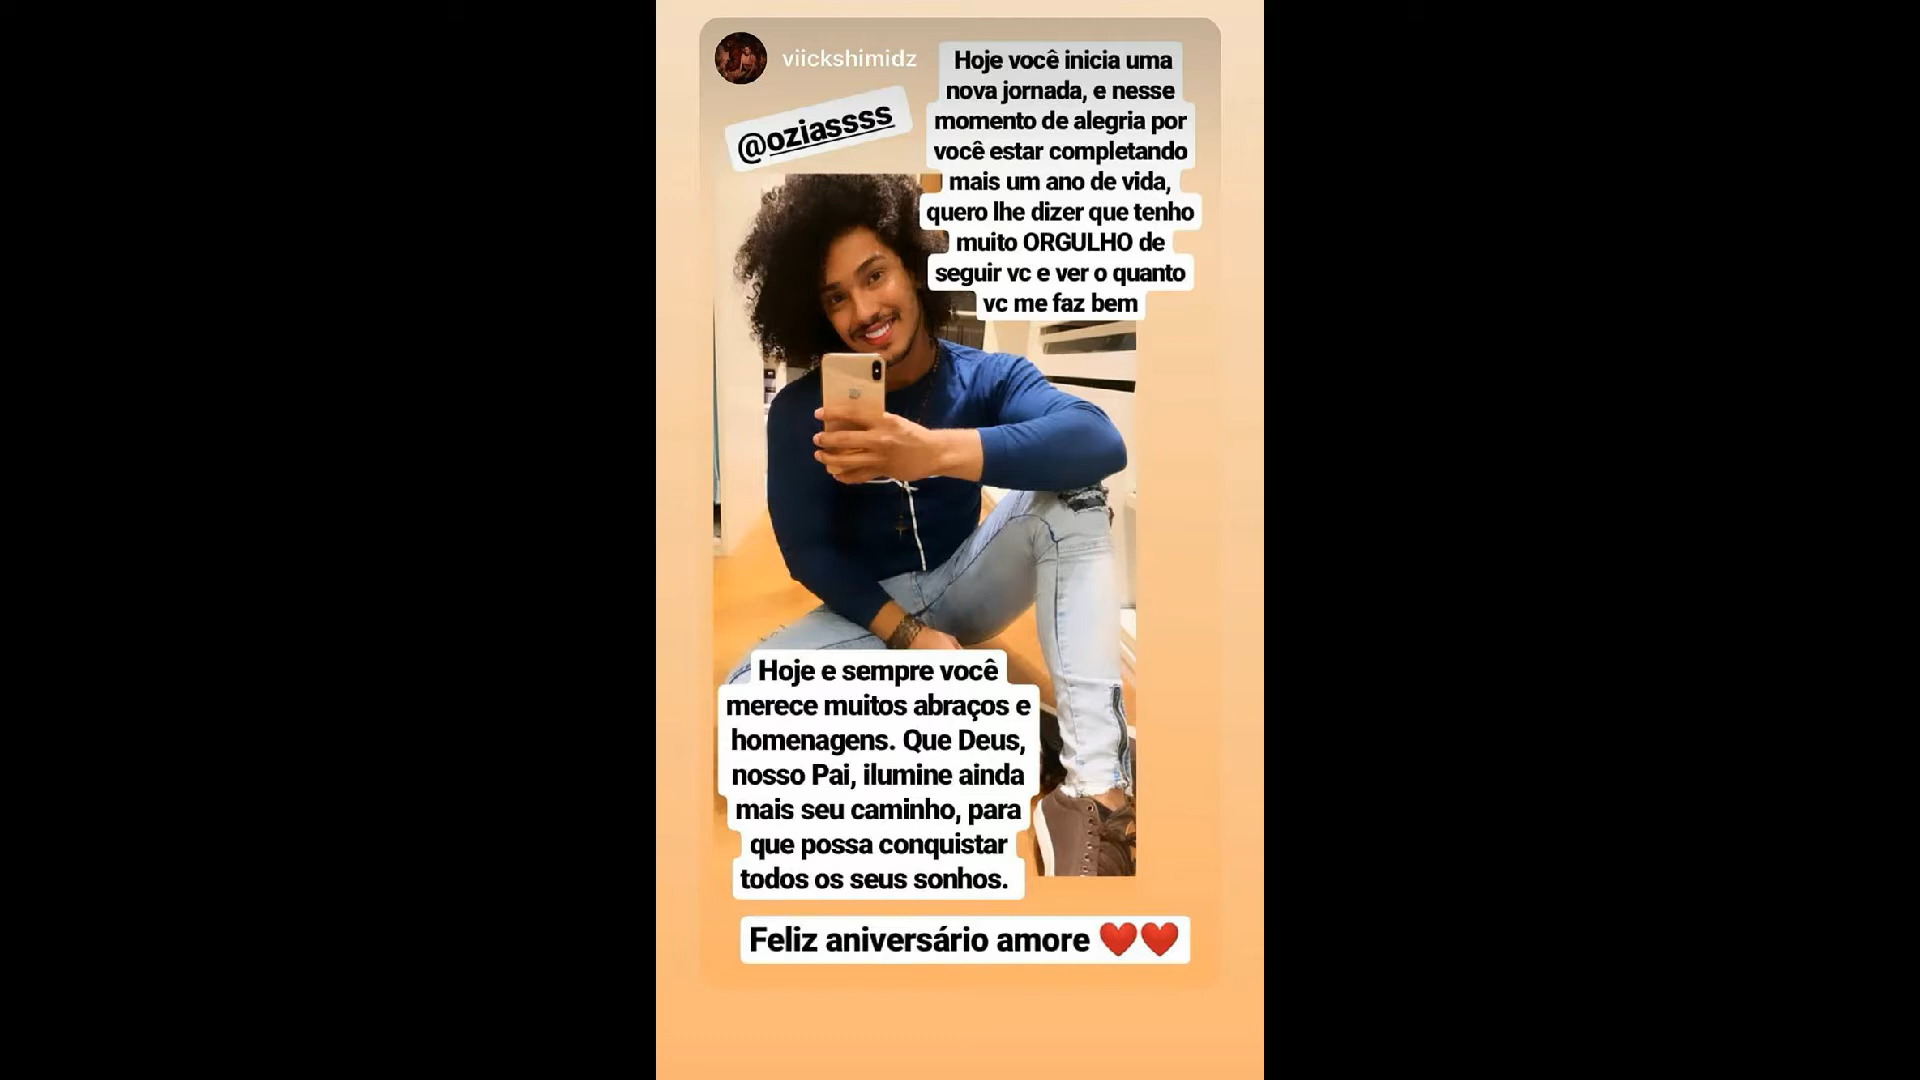 viickshimidz
@oziassss
Hoje você inicia uma
nova jornada, e nesse
momento de alegria por
você estar completando
mais um ano de vida,
quero lhe dizer que tenho
muito ORGULHO de
seguir vc e ver o quanto
vc me faz bem
Hoje e sempre você
merece muitos abraços e
homenagens. Que Deus,
nosso Pai, ilumine ainda
mais seu caminho, para
que possa conquistar
todos os seus sonhos.
Feliz aniversário amore ❤️❤️